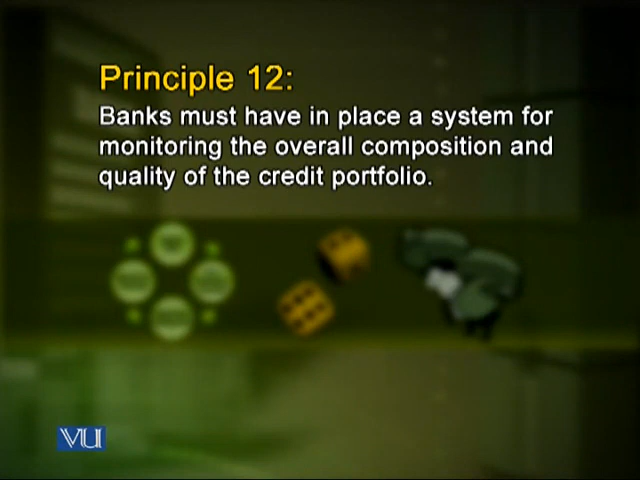 Principle 12:
Banks must have in place a system for
monitoring the overall composition and
quality of the credit portfolio.
VU